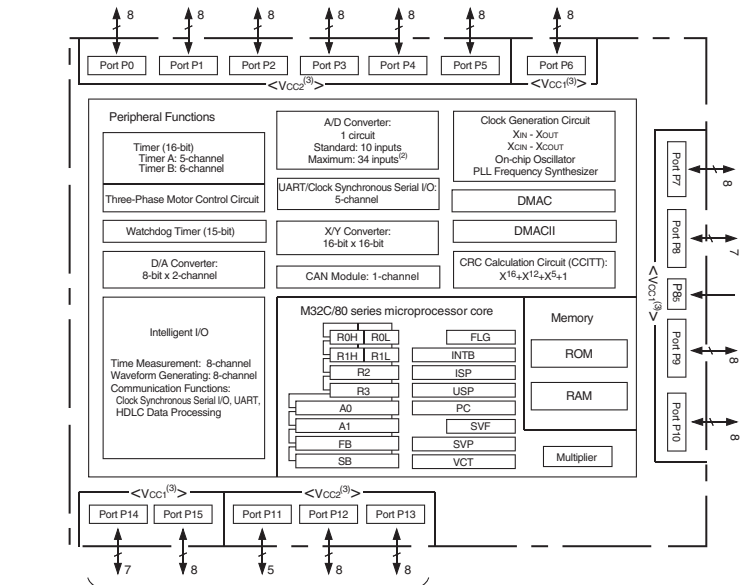 8 8 8 8 8 8 8
Port P0 Port P1 Port P2 Port P3 Port P4 Port P5 Port P6
<VCC2(3)> <VCC1(3)>
Peripheral Functions
Timer (16-bit)
Timer A: 5-channel
Timer B: 6-channel
Three-Phase Motor Control Circuit
Watchdog Timer (15-bit)
D/A Converter:
8-bit x 2-channel
Intelligent I/O
Time Measurement: 8-channel
Waveform Generating: 8-channel
Communication Functions:
Clock Synchronous Serial I/O, UART,
HDLC Data Processing
A/D Converter:
1 circuit
Standard: 10 inputs
Maximum: 34 inputs(2)
UART/Clock Synchronous Serial I/O:
5-channel
X/Y Converter:
16-bit x 16-bit
CAN Module: 1-channel
Clock Generation Circuit
XIN - XOUT
XCIN - XCOUT
On-chip Oscillator
PLL Frequency Synthesizer
DMAC
DMACII
CRC Calculation Circuit (CCITT):
X16+X12+X5+1
M32C/80 series microprocessor core
R0H R0L
R1H R1L
R2
R3
A0
A1
FB
SB
FLG
INTB
ISP
USP
PC
SVF
SVP
VCT
Memory
ROM
RAM
Multiplier
<VCC1(3)>
Port P7
8
Port P8
7
P85
Port P9
8
Port P10
8
<VCC1(3)> <VCC2(3)>
Port P14 Port P15 Port P11 Port P12 Port P13
7 8 5 8 8